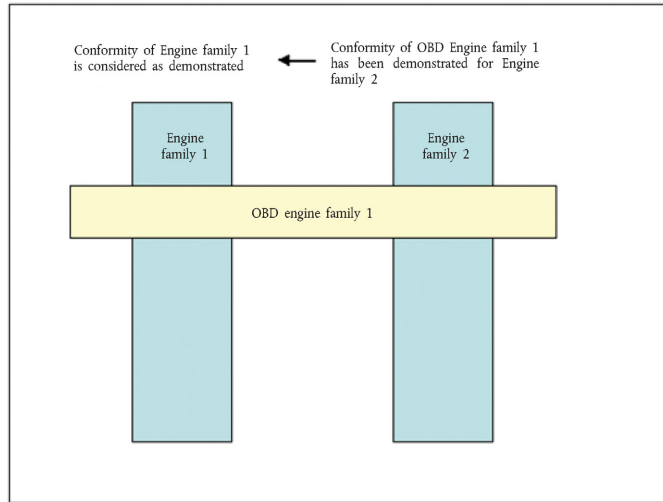 Conformity of Engine family 1
is considered as demonstrated
Conformity of OBD Engine family 1
has been demonstrated for Engine
family 2
Engine
family 1
Engine
family 2
OBD engine family 1